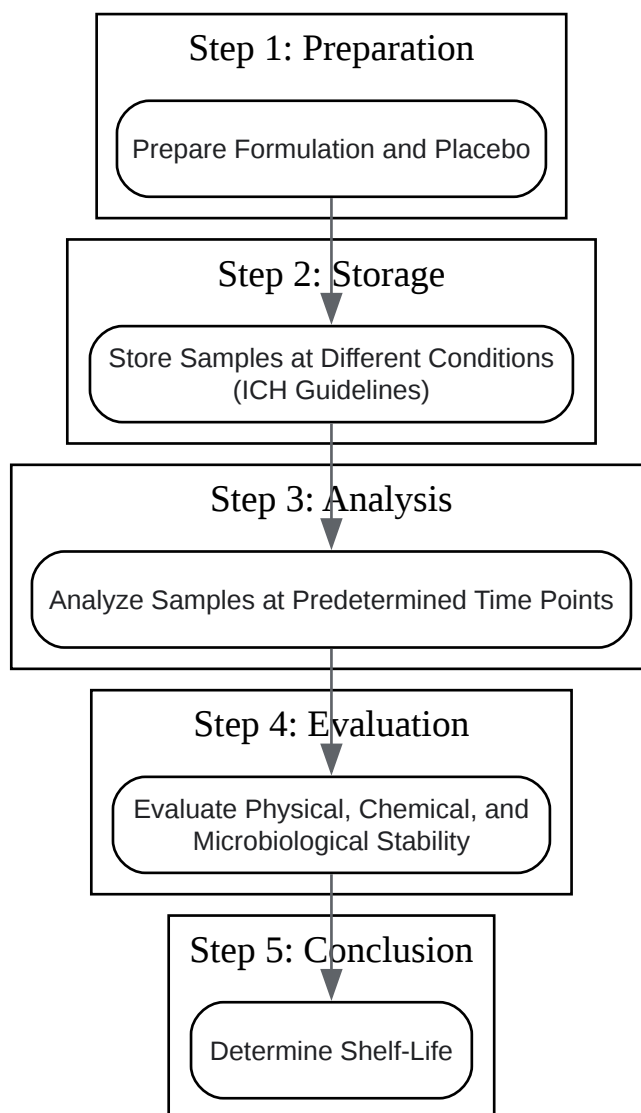 Step 1: Preparation
Prepare Formulation and Placebo
Step 2: Storage
Store Samples at Different Conditions
(ICH Guidelines)
Step 3: Analysis
Analyze Samples at Predetermined Time Points
Step 4: Evaluation
Evaluate Physical, Chemical, and
Microbiological Stability
Step 5: Conclusion
Determine Shelf-Life